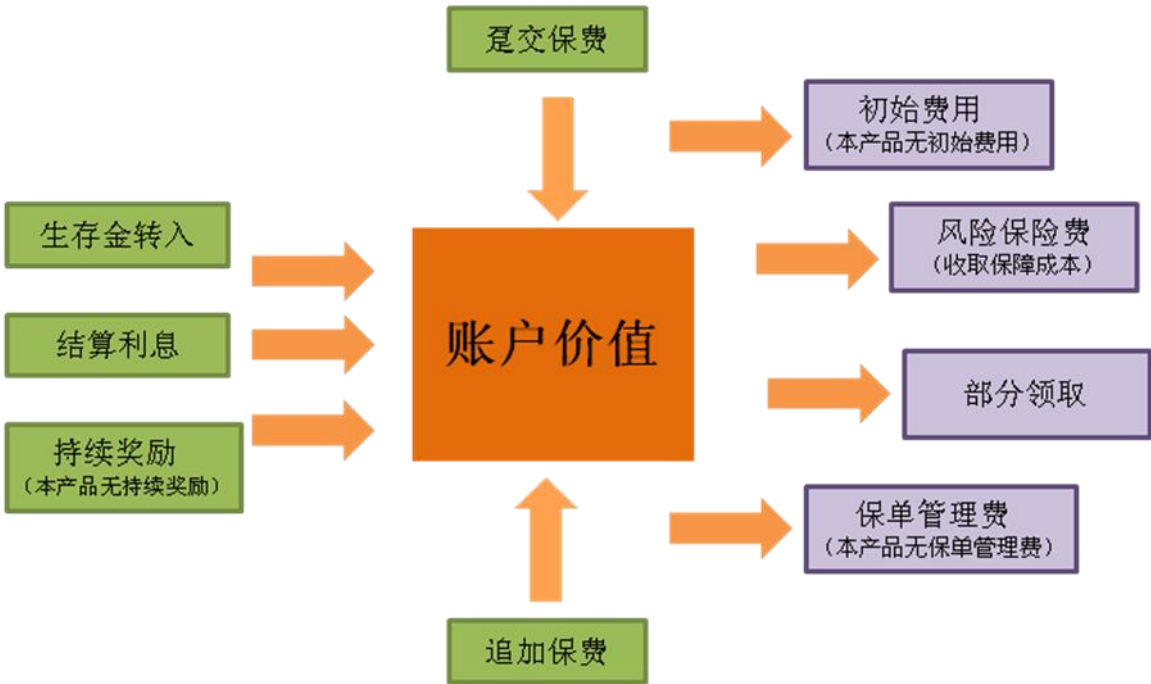 趸交保费
初始费用
（本产品无初始费用）
生存金转入
风险保险费
（收取保障成本）
结算利息
账户价值
部分领取
持续奖励
（本产品无持续奖励）
保单管理费
（本产品无保单管理费）
追加保费